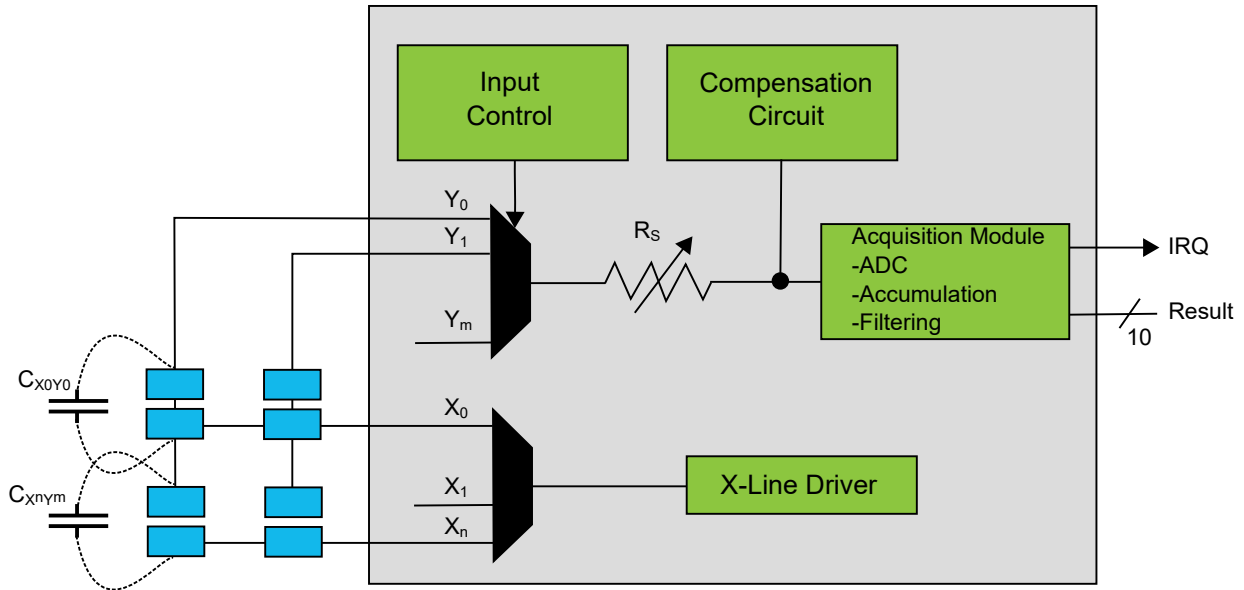 Input
Control
Compensation
Circuit
Y0
Y1
Ym
RS
Acquisition Module
-ADC
-Accumulation
-Filtering
IRQ
Result
10
CX0Y0
CXnYm
X0
X1
Xn
X-Line Driver